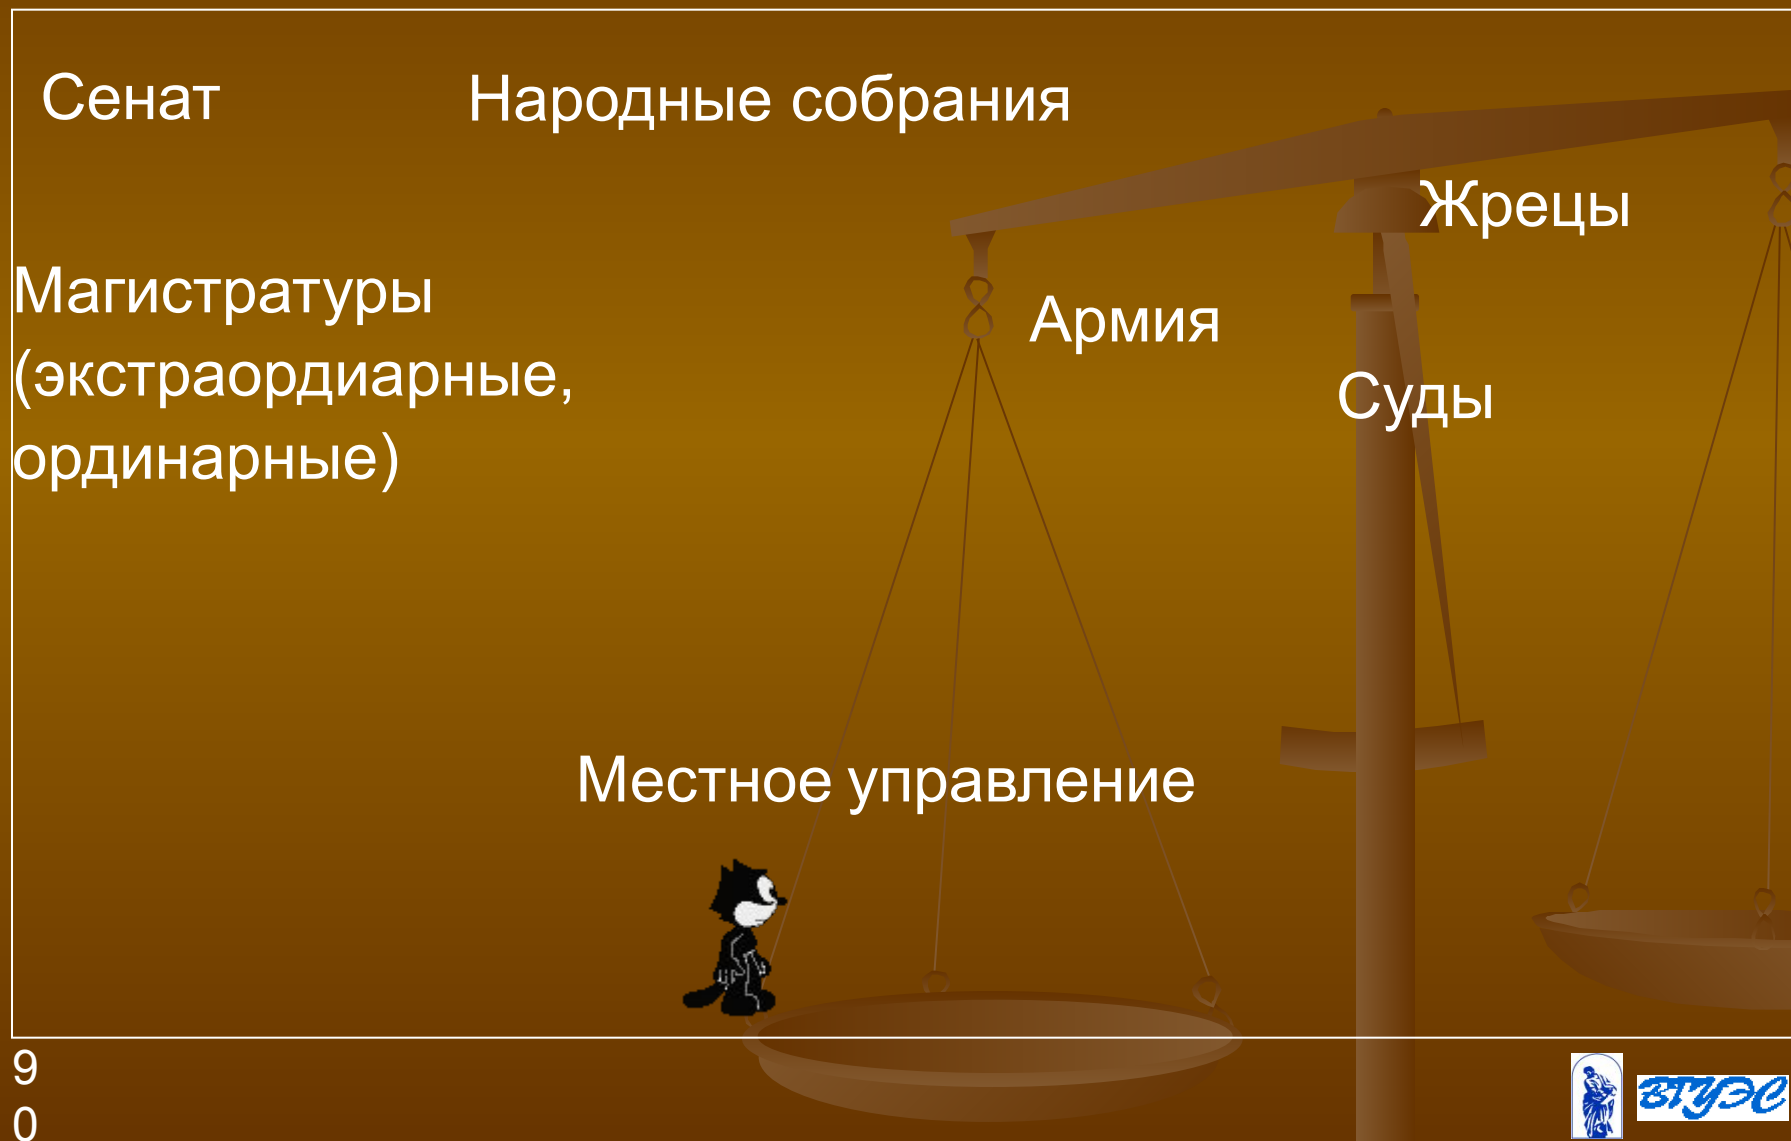 Сенат
Народные собрания
Жрецы
Магистратуры
(экстраордиарные,
ординарные)
Армия
Суды
Местное управление
9
0
ВГУЭС